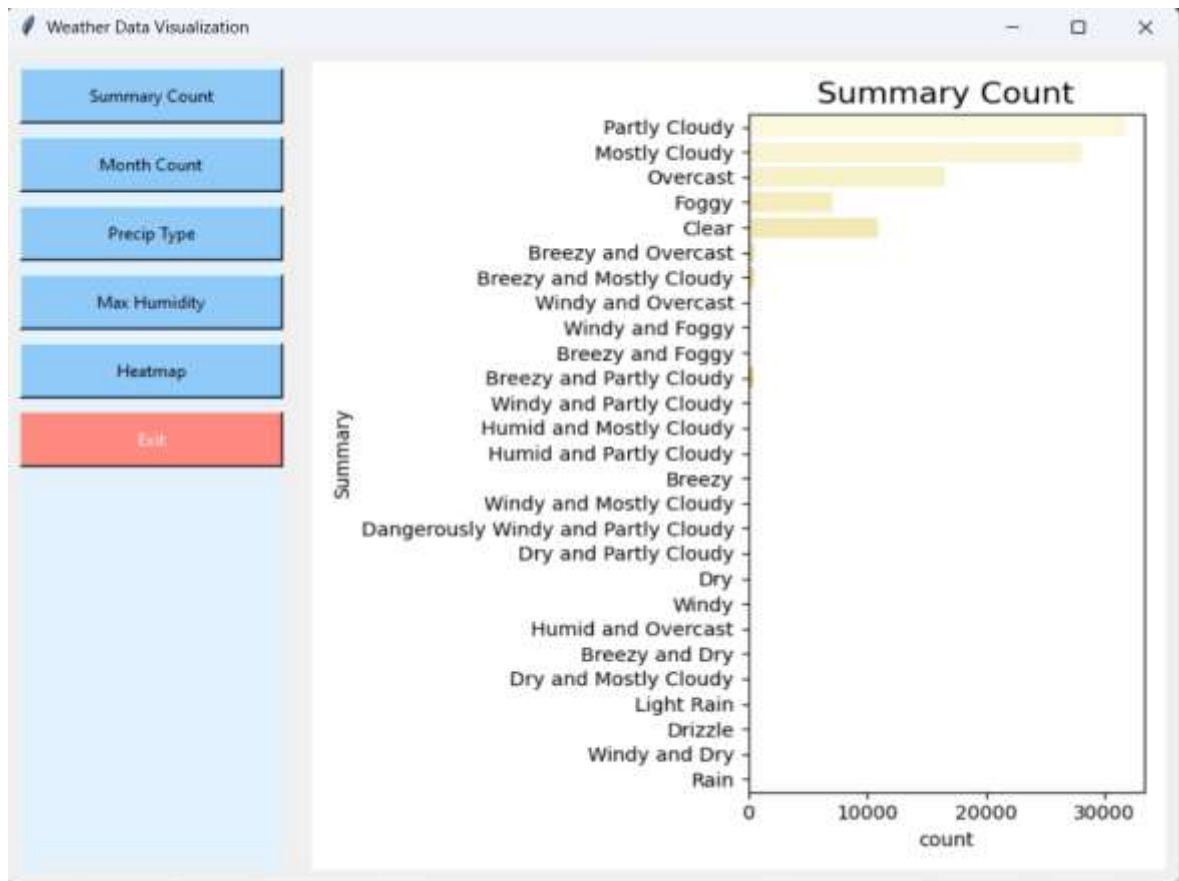 Weather Data Visualization
Summary Count
Month Count
Precip Type
Max Humidity
Heatmap
Exit
Summary Count
Summary
Partly Cloudy
Mostly Cloudy
Overcast
Foggy
Clear
Breezy and Overcast
Breezy and Mostly Cloudy
Windy and Overcast
Windy and Foggy
Breezy and Foggy
Breezy and Partly Cloudy
Windy and Partly Cloudy
Humid and Mostly Cloudy
Humid and Partly Cloudy
Breezy
Windy and Mostly Cloudy
Dangerously Windy and Partly Cloudy
Dry and Partly Cloudy
Dry
Windy
Humid and Overcast
Breezy and Dry
Dry and Mostly Cloudy
Light Rain
Drizzle
Windy and Dry
Rain
0 10000 20000 30000
count